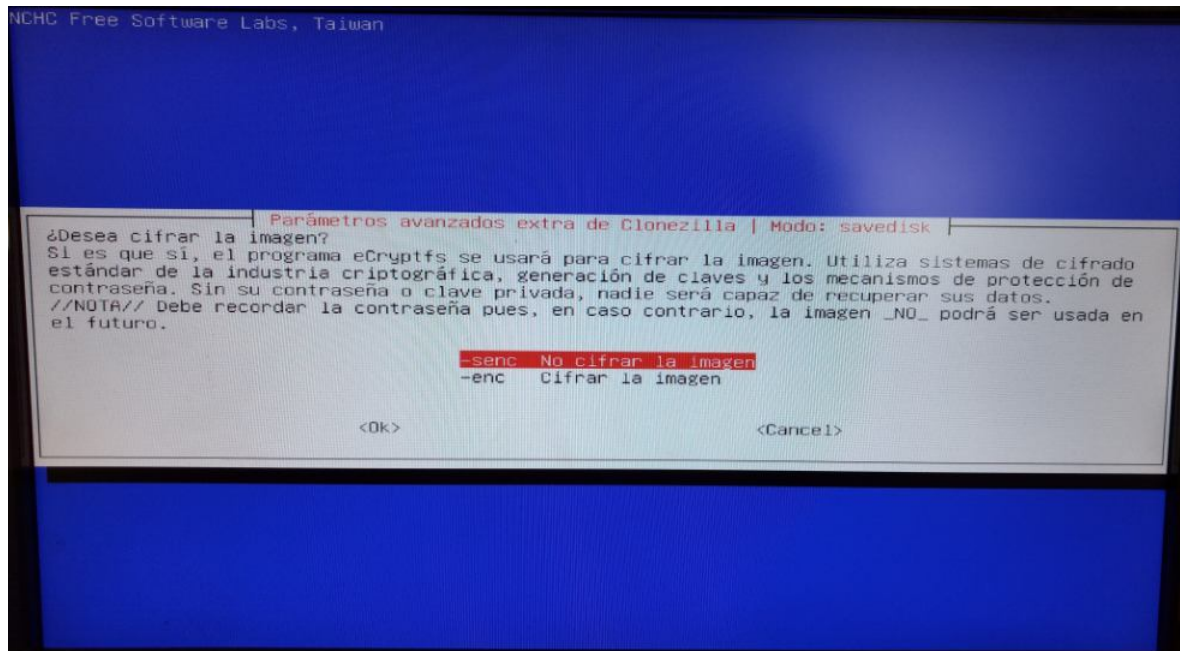 NCHC Free Software Labs, Taiwan
Parámetros avanzados extra de Clonezilla | Modo: savedisk
¿Desea cifrar la imagen?
Si es que sí, el programa eCryptfs se usará para cifrar la imagen. Utiliza sistemas de cifrado
estándar de la industria criptográfica, generación de claves y los mecanismos de protección de
contraseña. Sin su contraseña o clave privada, nadie será capaz de recuperar sus datos.
//NOTA// Debe recordar la contraseña pues, en caso contrario, la imagen _NO_ podrá ser usada en
el futuro.
-senc No cifrar la imagen
-enc Cifrar la imagen
<Ok> <Cancel>